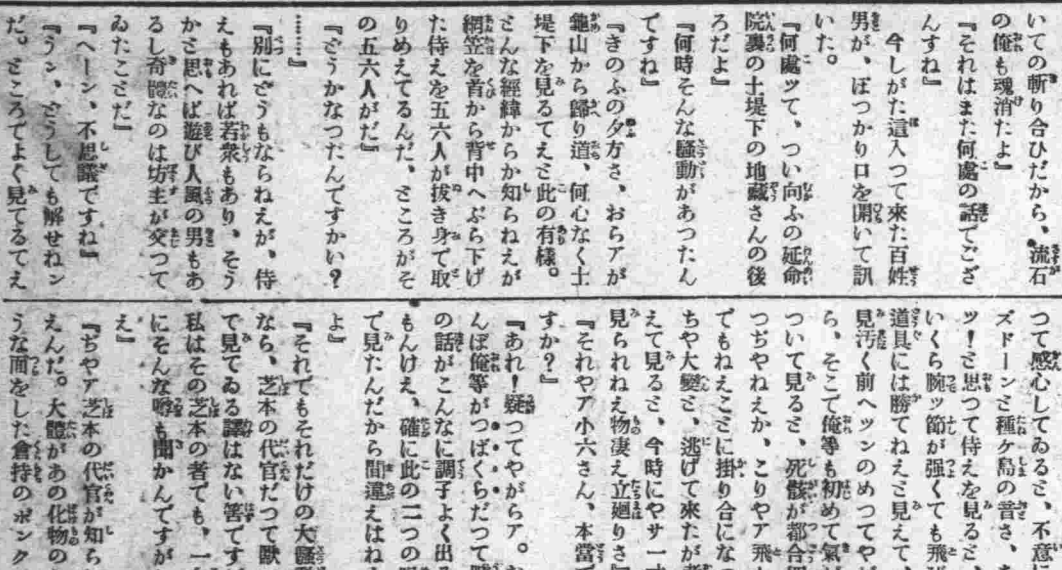 いての斬り合ひだから、流石
の俺も魂消たよ』
『それはまた何處の話でござ
んすね』
今しがた這入つて來た百姓
男が、ぽつかり口を開いて訊
いた。
『何處ツて、つい向ふの延命
院裏の土堤下の地藏さんの後
ろだよ』
『何時そんな騷動があつたん
ですね』
『きのふの夕方さ、おらアが
龜山から歸り道、何心なく土
堤下を見るてえと此の有樣。
どんな經緯からか知らねえが
網笠を首から背中へぶら下げ
た侍えを五六人が拔き身で取
りめえてるんだ、ところがそ
の五六人がだ』
『どうかなつたんですかい?
………』
『別にどうもならねえが、侍
えもあれば若衆もあり、そう
かと思へば遊び人風の男もあ
るし奇體なのは坊主が交つて
ゐたことだ』
『ヘーン、不思議ですね』
『うン、どうしても解せねン
だ。ところでよく見てるてえ
つて感心してゐると、不意に
ズドーンと種ケ島の音さ、
ツ!と思つて侍えを見ると、
いくら腕ツ節が强くても飛び
道具には勝てねえと見えて、
見汚く前へツンのめつてや
ら、そこで俺等も初めて氣が
ついて見ると、死骸が都合
つぢやねえか、こりやア飛
でもねえことに掛り合にな
ちや大變と、逃げて來たが
えて見ると、今時にやサ一寸
見られねえ物凄え立廻りさ』
『それやア小六さん、本當
すか?』
『あれ!疑つてやがらア。
んぼ俺等がつばくらだつて
の話がこんなに調子よく出
もんけえ、確に此の二つの
で見たんだから間違えはね
よ』
『それでもそれだけの大騷
なら、芝本の代官だつて默
で見てゐる譯はない筈です
私はその芝本の者でも、一
にそんな噂も聞かんですが
え』
『ぢやア芝本の代官が知ら
えんだ。大體があの化物の
うな面をした倉持のポンク